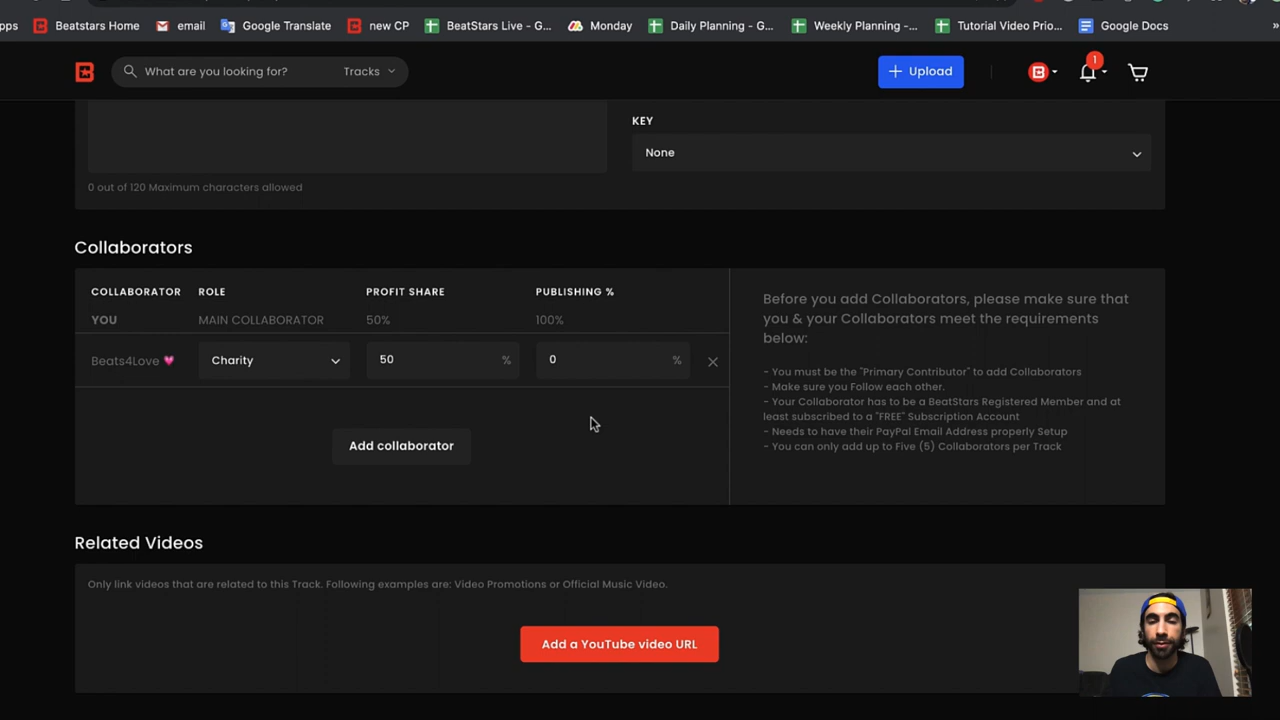 Beatstars Home
email
Google Translate
new CP
BeatStars Live - G...
Monday
Daily Planning - G...
Weekly Planning -...
Tutorial Video Prio...
Google Docs
»
What are you looking for?
Tracks
+ Upload
1
KEY
None
0 out of 120 Maximum characters allowed
Collaborators
COLLABORATOR ROLE PROFIT SHARE PUBLISHING %
YOU MAIN COLLABORATOR 50% 100%
Beats4Love 💗 Charity 50 % 0 %
Add collaborator
Before you add Collaborators, please make sure that
you & your Collaborators meet the requirements
below:
- You must be the "Primary Contributor" to add Collaborators
- Make sure you Follow each other.
- Your Collaborator has to be a BeatStars Registered Member and at
least subscribed to a "FREE" Subscription Account
- Needs to have their PayPal Email Address properly Setup
- You can only add up to Five (5) Collaborators per Track
Related Videos
Only link videos that are related to this Track. Following examples are: Video Promotions or Official Music Video.
Add a YouTube video URL